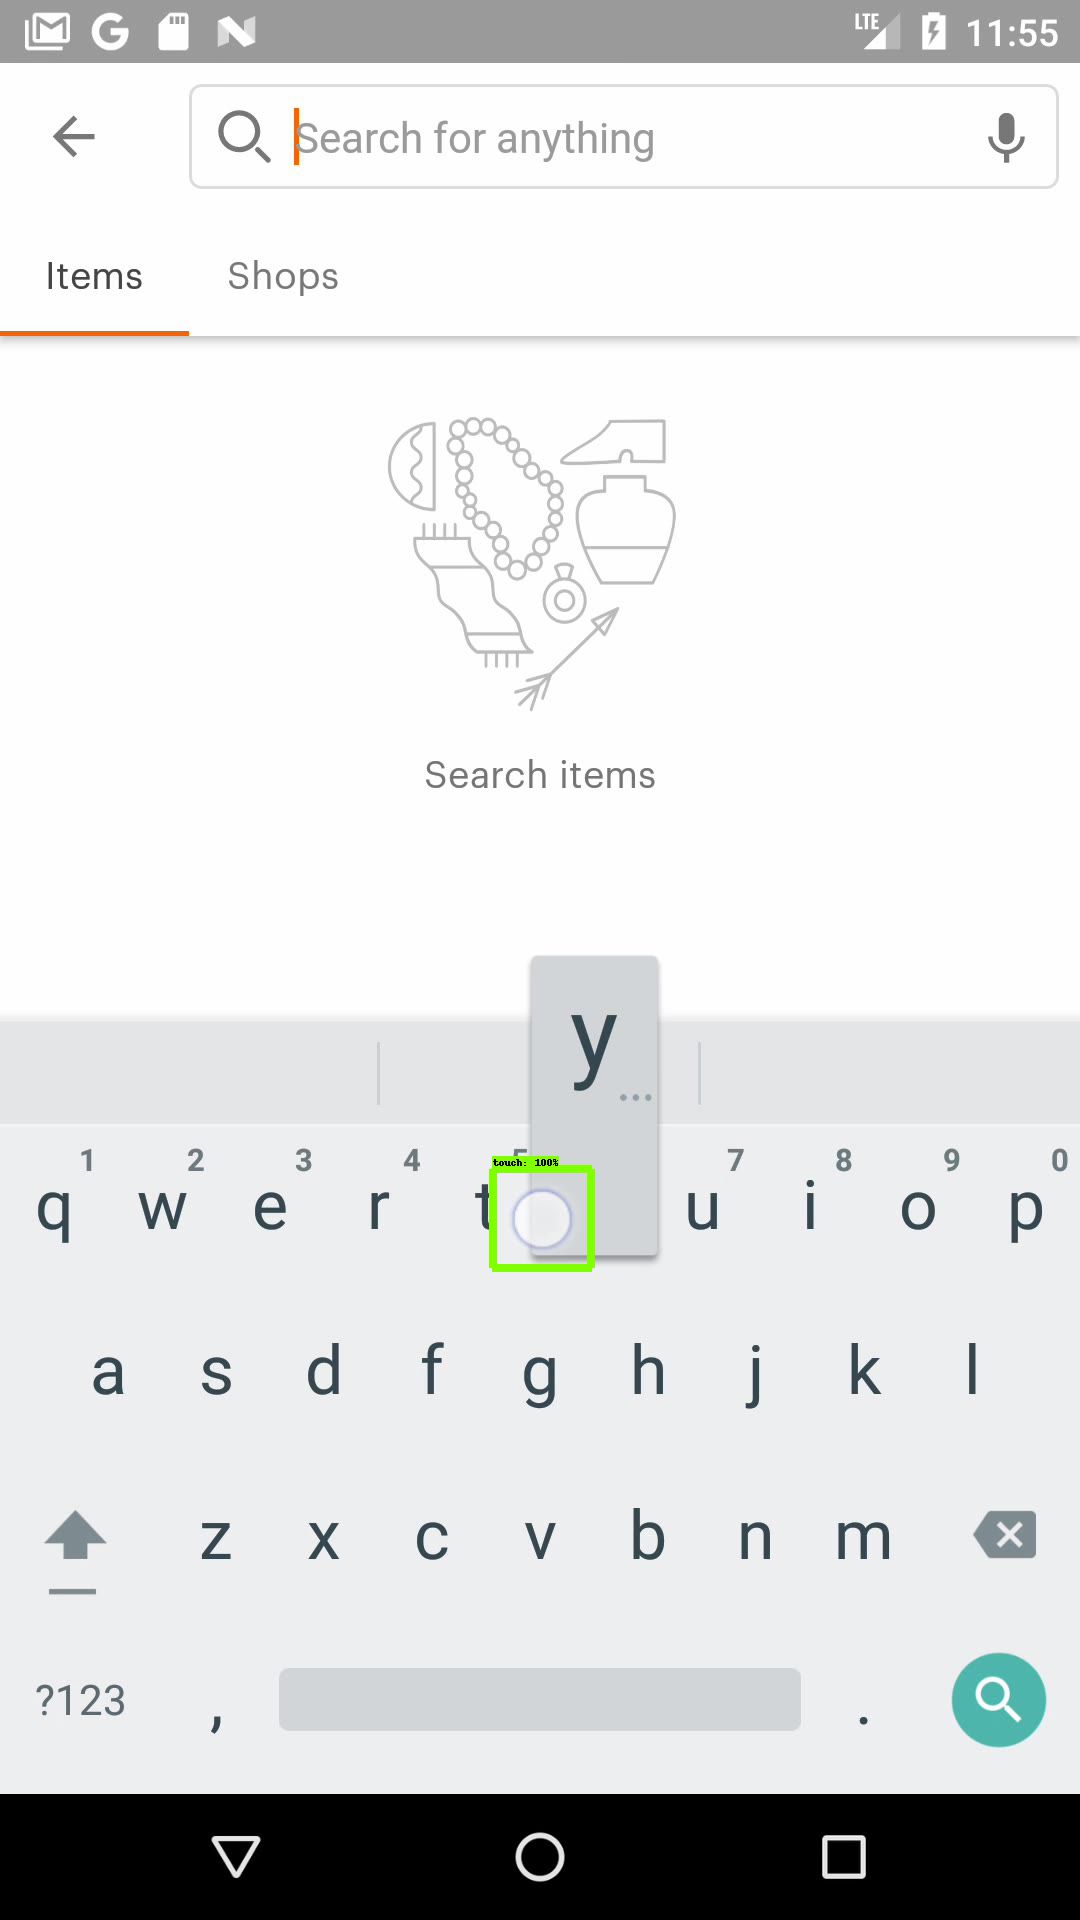 LTE 11:55
Search for anything
Items Shops
Search items
y
...
1 2 3 4 5 7 8 9 0
touch: 100%
q w e r t u i o p
a s d f g h j k l
z x c v b n m
?123 , .